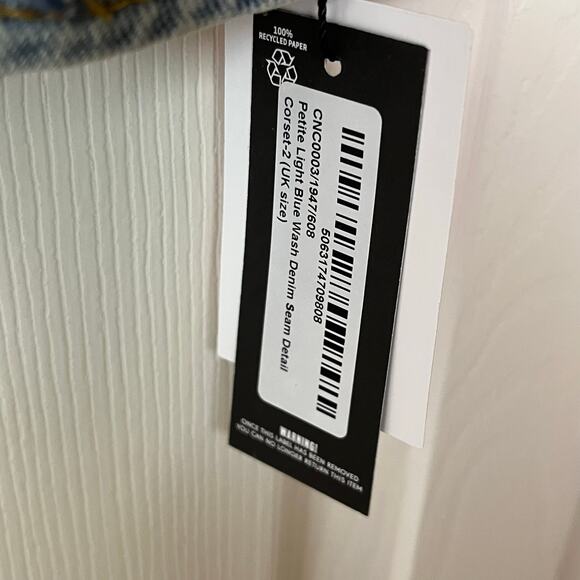 100%
RECYCLED PAPER
5063174709808
CNC0003/1947/608
Petite Light Blue Wash Denim Seam Detail
Corset-2 (UK size)
WARNING!
ONCE THIS LABEL HAS BEEN REMOVED
YOU CAN NO LONGER RETURN THIS ITEM